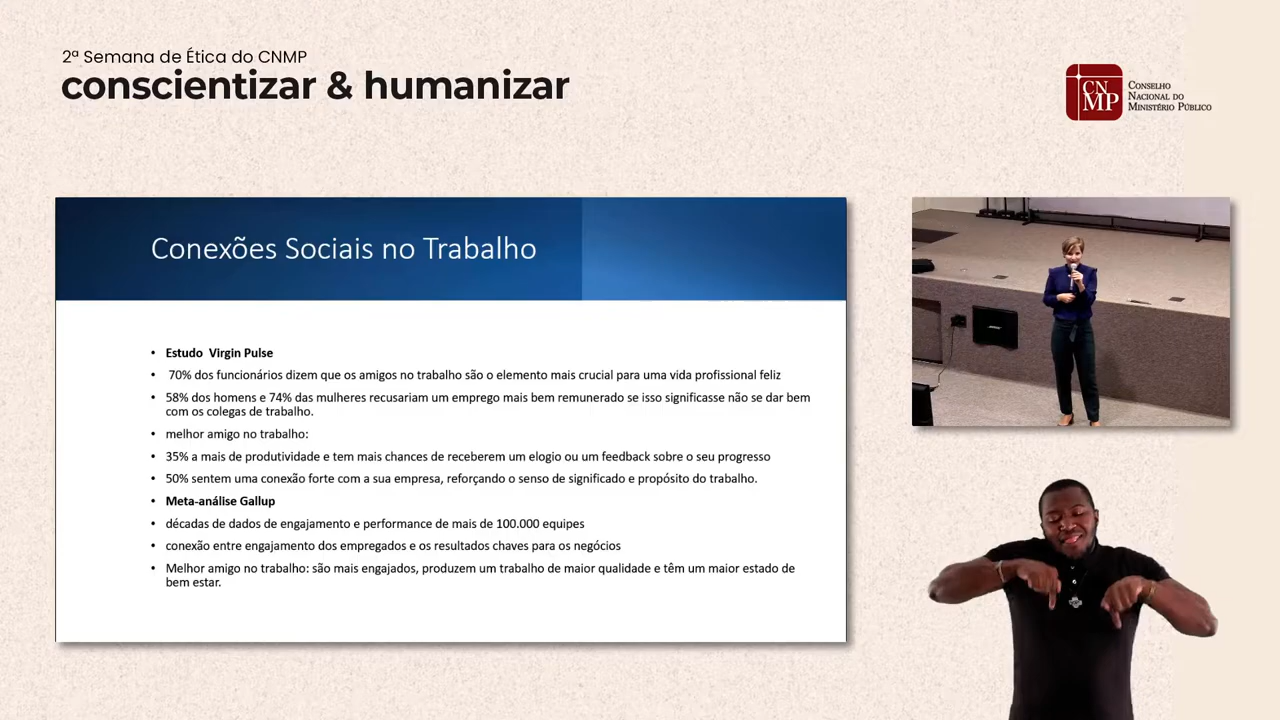 2ª Semana de Ética do CNMP
conscientizar & humanizar
CN
MP
Conselho
Nacional do
Ministério Público
Conexões Sociais no Trabalho
• Estudo Virgin Pulse
• 70% dos funcionários dizem que os amigos no trabalho são o elemento mais crucial para uma vida profissional feliz
• 58% dos homens e 74% das mulheres recusariam um emprego mais bem remunerado se isso significasse não se dar bem
com os colegas de trabalho.
• melhor amigo no trabalho:
• 35% a mais de produtividade e tem mais chances de receberem um elogio ou um feedback sobre o seu progresso
• 50% sentem uma conexão forte com a sua empresa, reforçando o senso de significado e propósito do trabalho.
• Meta-análise Gallup
• décadas de dados de engajamento e performance de mais de 100.000 equipes
• conexão entre engajamento dos empregados e os resultados chaves para os negócios
• Melhor amigo no trabalho: são mais engajados, produzem um trabalho de maior qualidade e têm um maior estado de
bem estar.